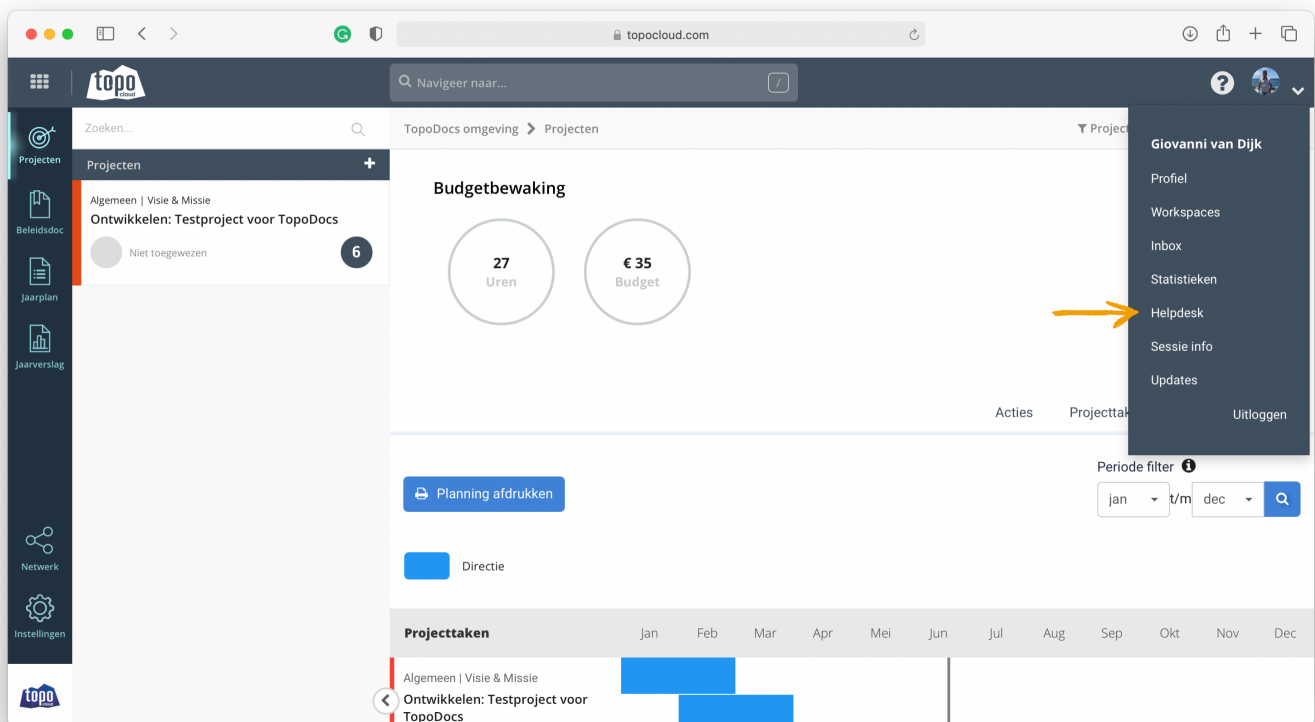 topocloud.com
topo
cloud
Navigeer naar...
/
?
Projecten
Beleidsdoc
Jaarplan
Jaarverslag
Netwerk
Instellingen
topo
cloud
Zoeken...
Projecten
+
Algemeen | Visie & Missie
Ontwikkelen: Testproject voor TopoDocs
Niet toegewezen
6
TopoDocs omgeving
Projecten
Project
Budgetbewaking
27
Uren
€ 35
Budget
Giovanni van Dijk
Profiel
Workspaces
Inbox
Statistieken
Helpdesk
Sessie info
Updates
Uitloggen
Acties
Projecttak
Periode filter
jan
t/m
dec
Planning afdrukken
Directie
Projecttaken
Jan Feb Mar Apr Mei Jun Jul Aug Sep Okt Nov Dec
Algemeen | Visie & Missie
Ontwikkelen: Testproject voor
TopoDocs